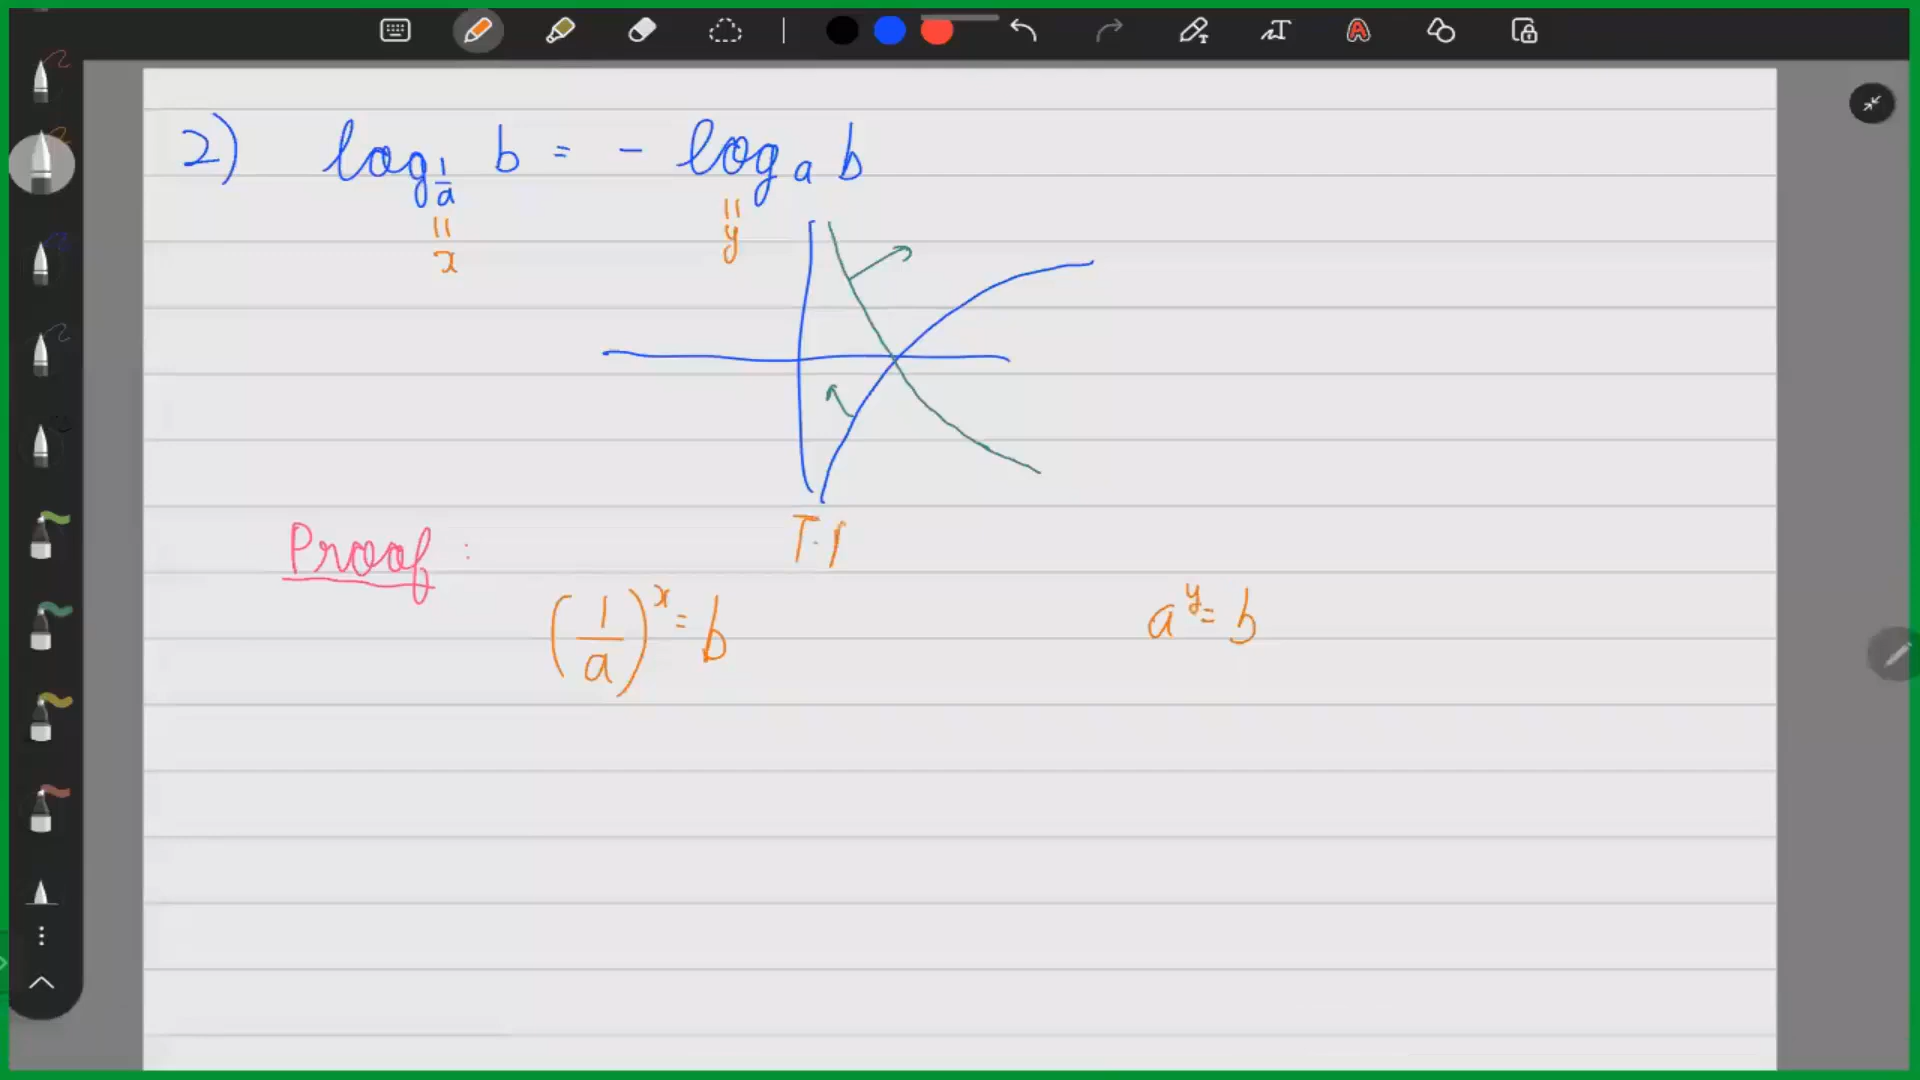 2) log_{1/a} b = - log_a b
= x
= y
Proof :
(1/a)^x = b
a^y = b